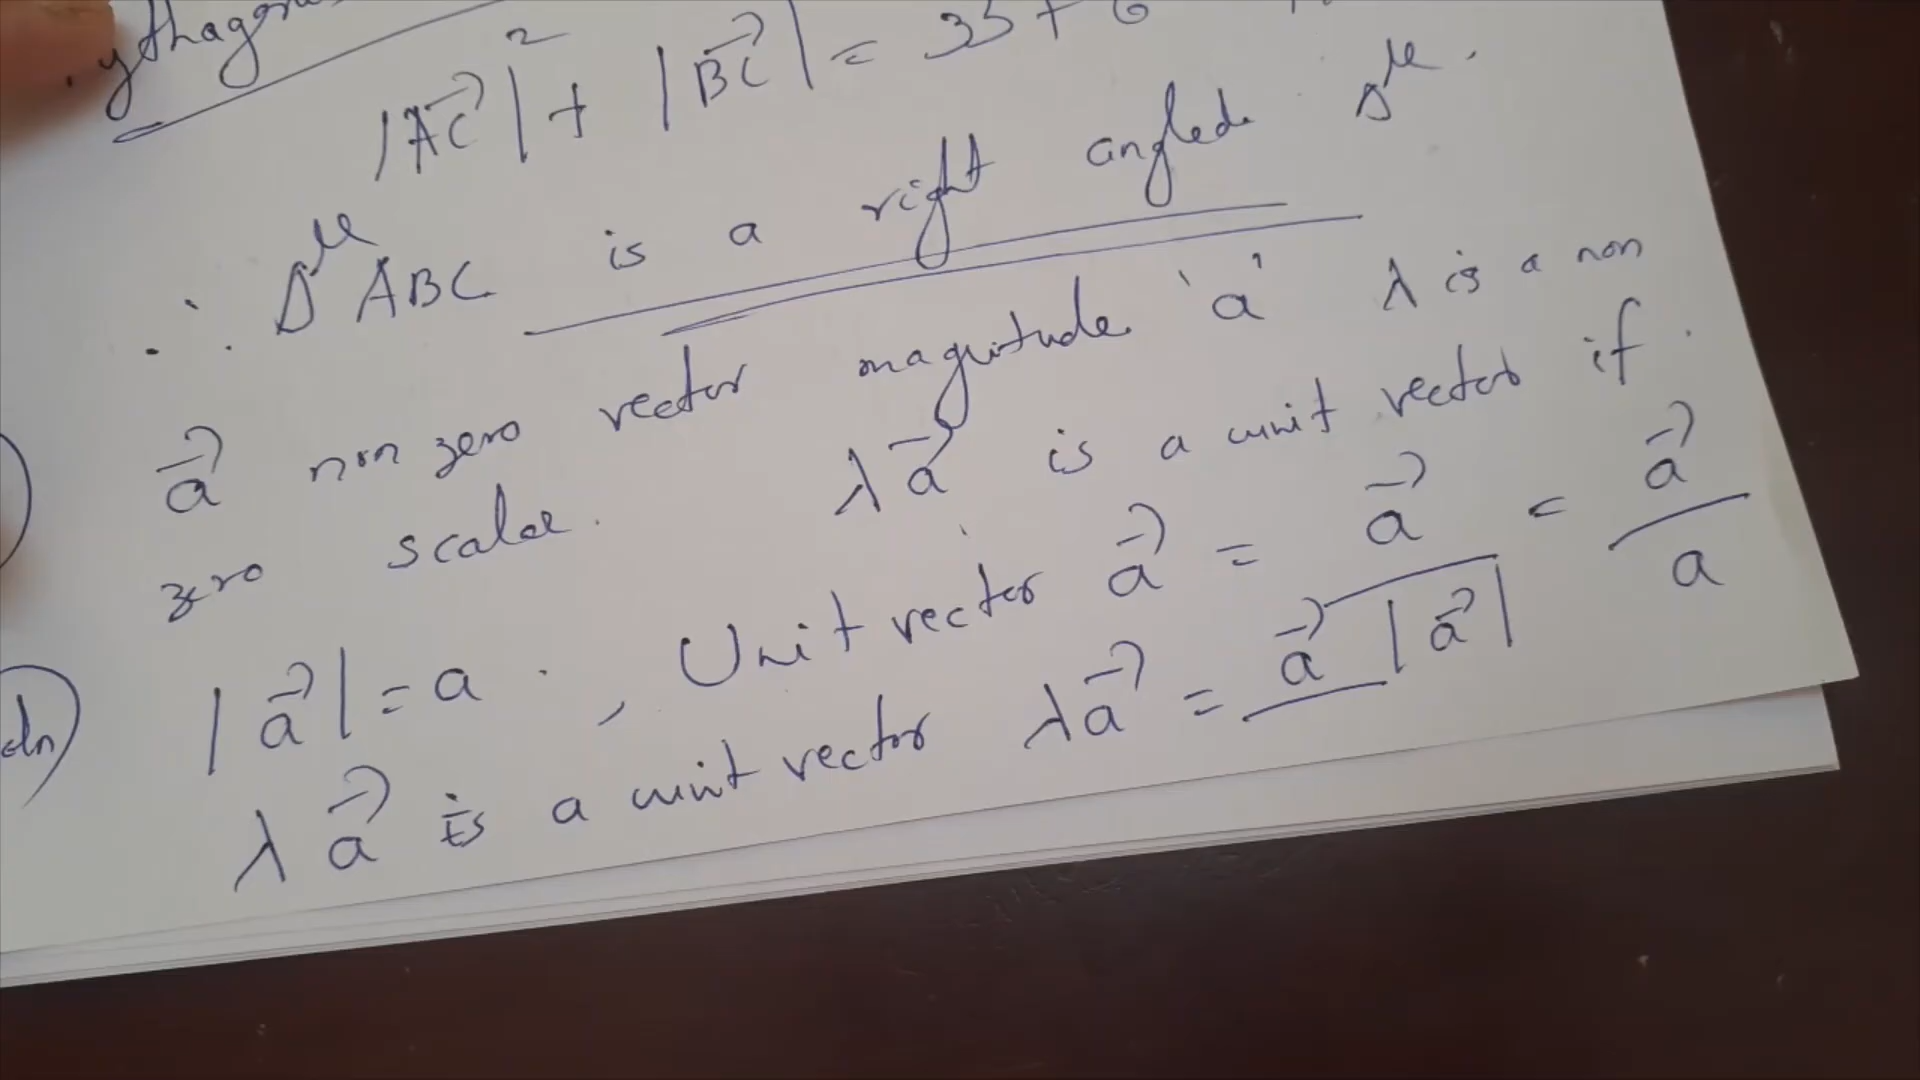 ythagor
|AC⃗|² + |BC⃗| = 35 + 6
∴ Δle ABC is a right angled Δle.
a⃗ non zero vector magnitude 'a' λ is a non
zero scalar. λa⃗ is a unit vector if
|a⃗| = a. , Unit vector a⃗ = a⃗ / |a⃗| = a⃗ / a
λa⃗ is a unit vector λa⃗ = a⃗